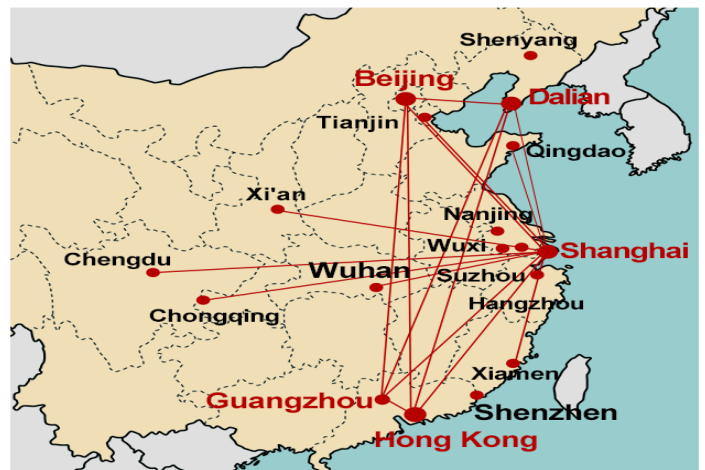 Shenyang
Beijing
Dalian
Tianjin
Qingdao
Xi'an
Nanjing
Wuxi
Shanghai
Chengdu
Wuhan
Suzhou
Hangzhou
Chongqing
Xiamen
Guangzhou
Shenzhen
Hong Kong